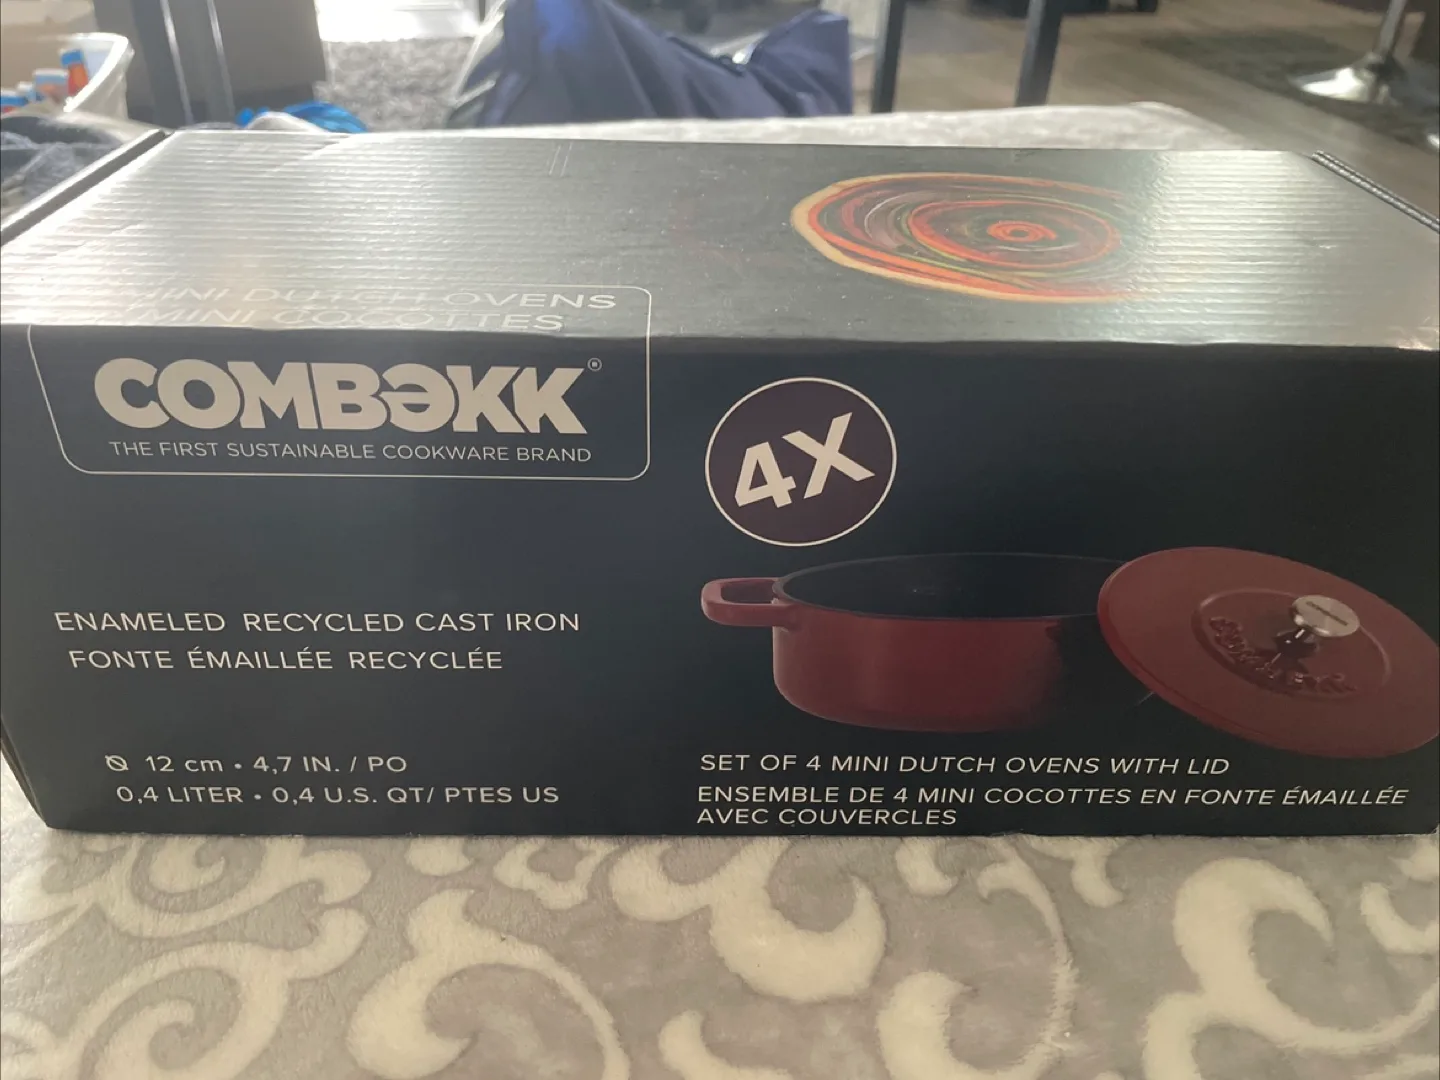 MINI DUTCH OVENS
MINI COCOTTES
COMBƏKK®
THE FIRST SUSTAINABLE COOKWARE BRAND
4X
ENAMELED RECYCLED CAST IRON
FONTE ÉMAILLÉE RECYCLÉE
Ø 12 cm • 4,7 IN. / PO
0,4 LITER • 0,4 U.S. QT/ PTES US
SET OF 4 MINI DUTCH OVENS WITH LID
ENSEMBLE DE 4 MINI COCOTTES EN FONTE ÉMAILLÉE
AVEC COUVERCLES